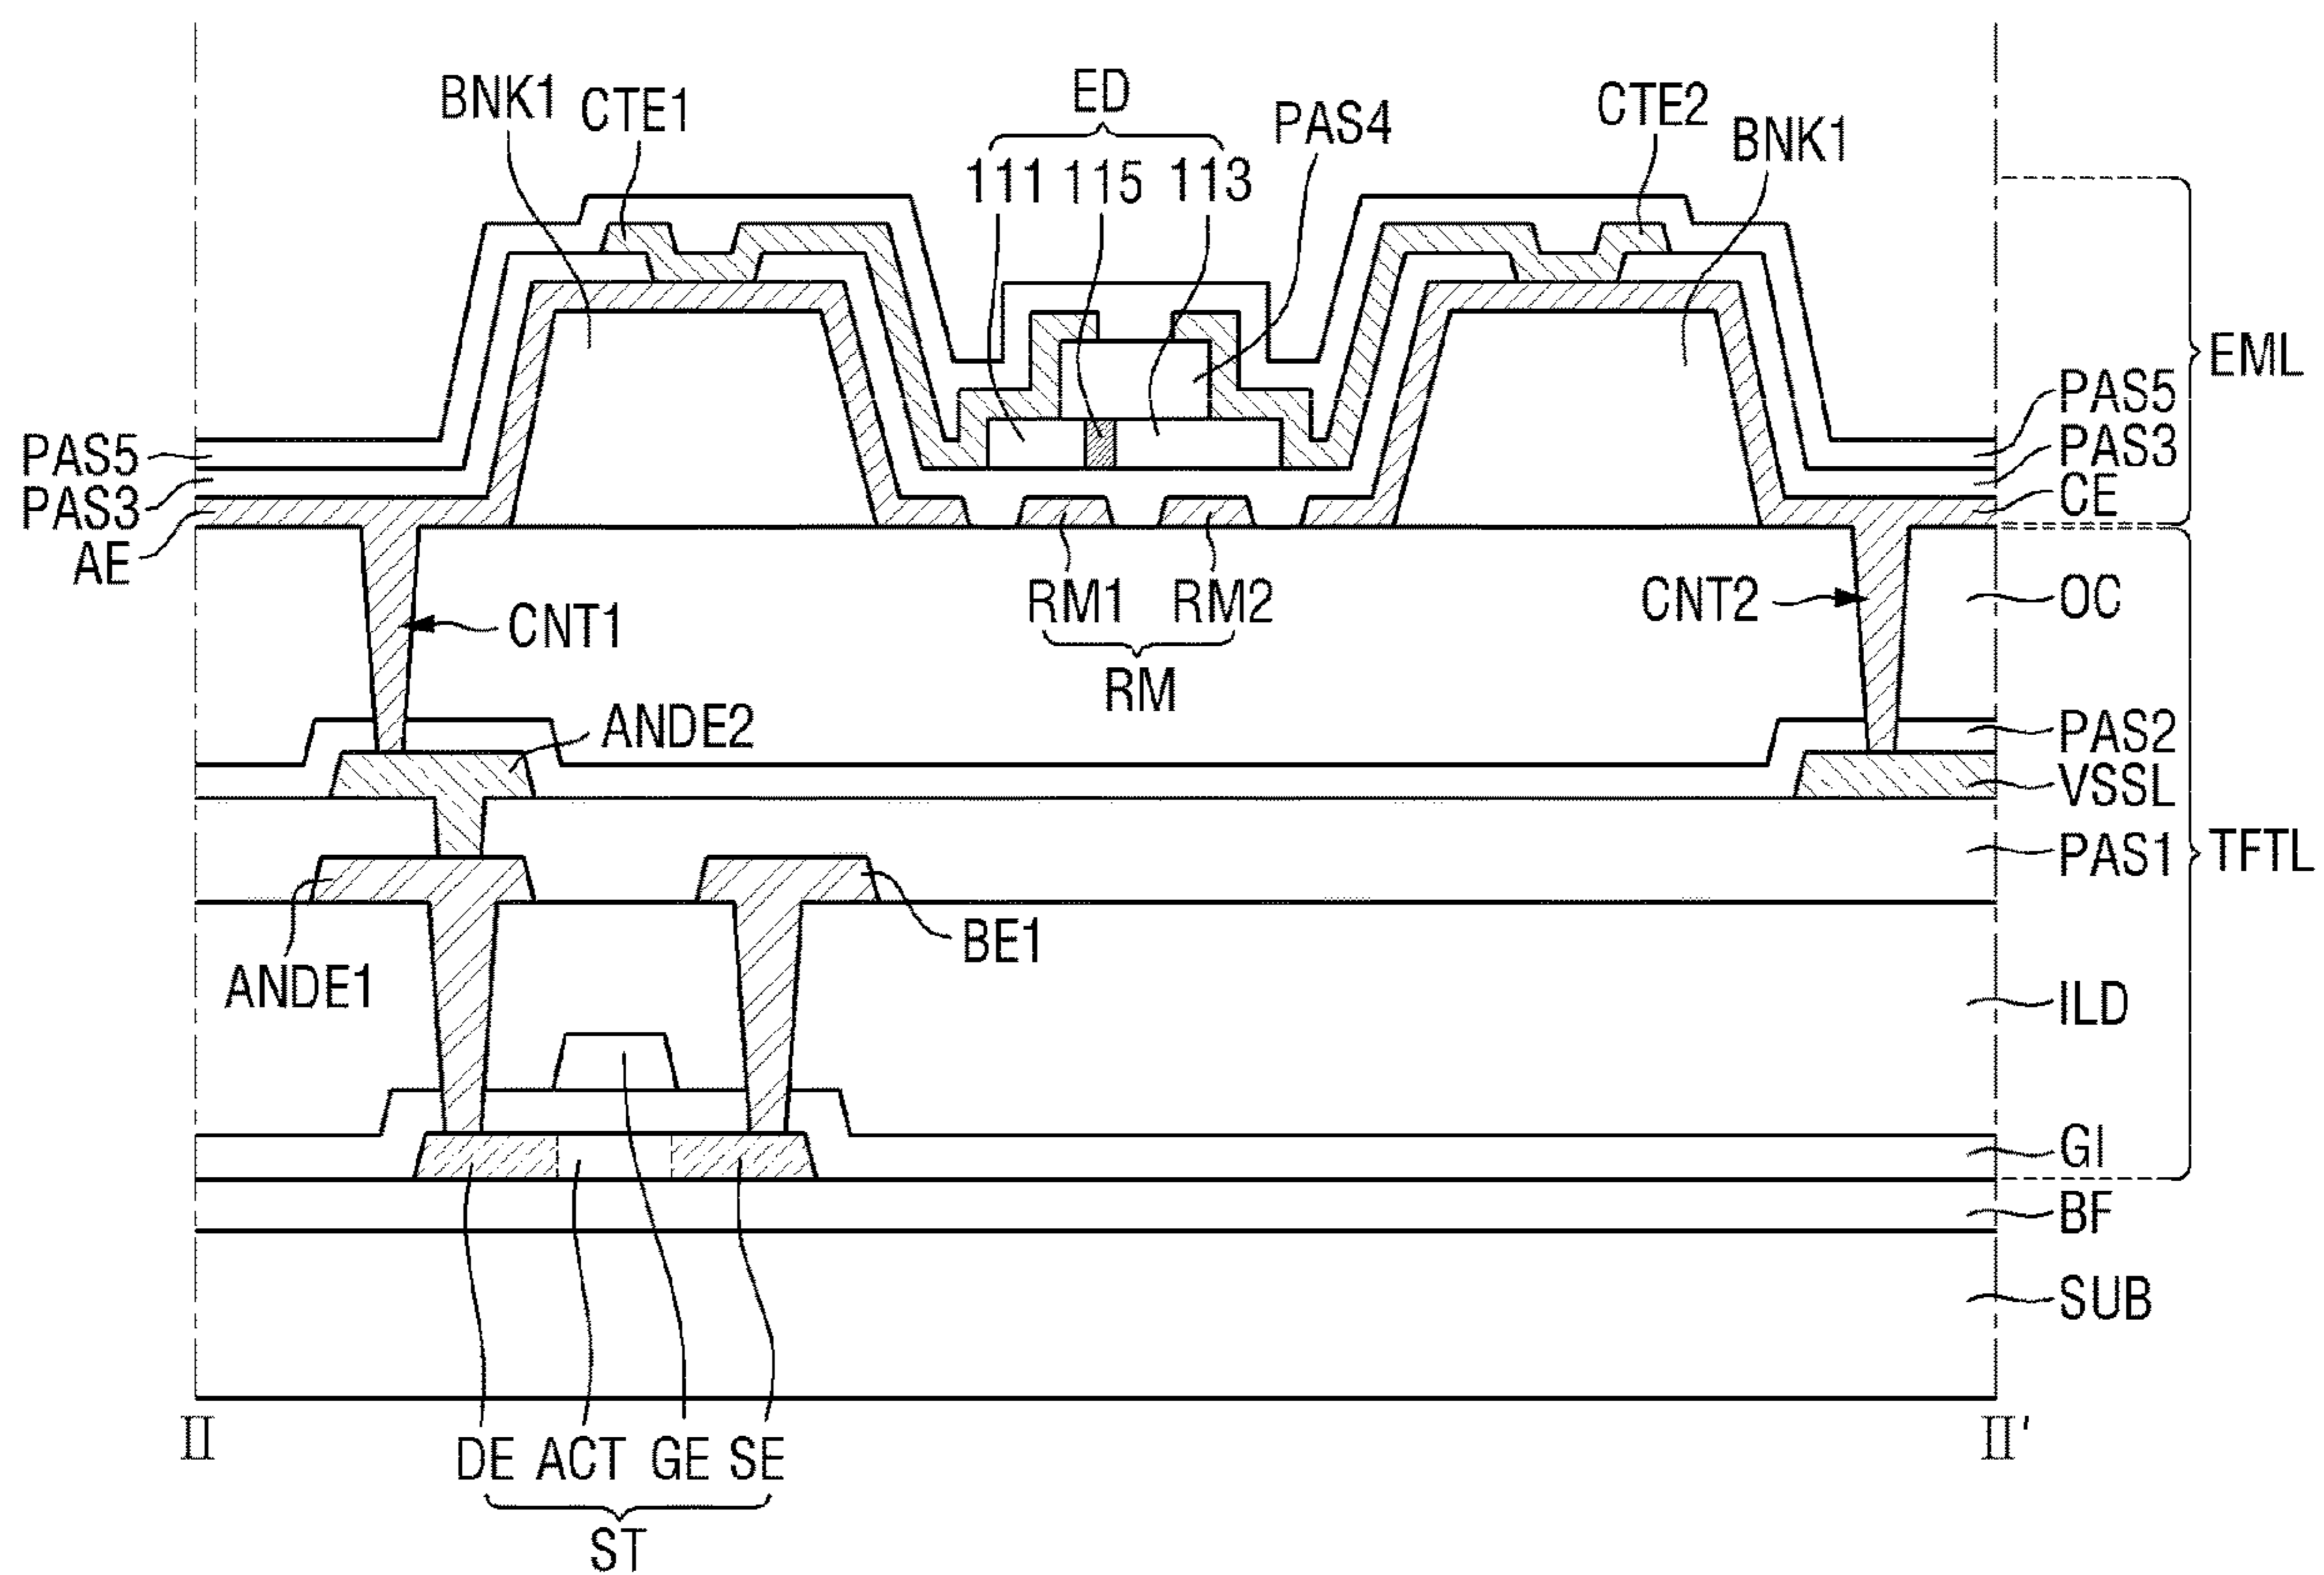 ED
BNK1 CTE1 PAS4 CTE2 BNK1
111 115 113
EML
PAS5 PAS5
PAS3 PAS3
AE CE
CNT1 RM1 RM2 CNT2 OC
RM
ANDE2 PAS2
VSSL
PAS1 TFTL
ANDE1 BE1
ILD
GI
BF
SUB
II II'
DE ACT GE SE
ST